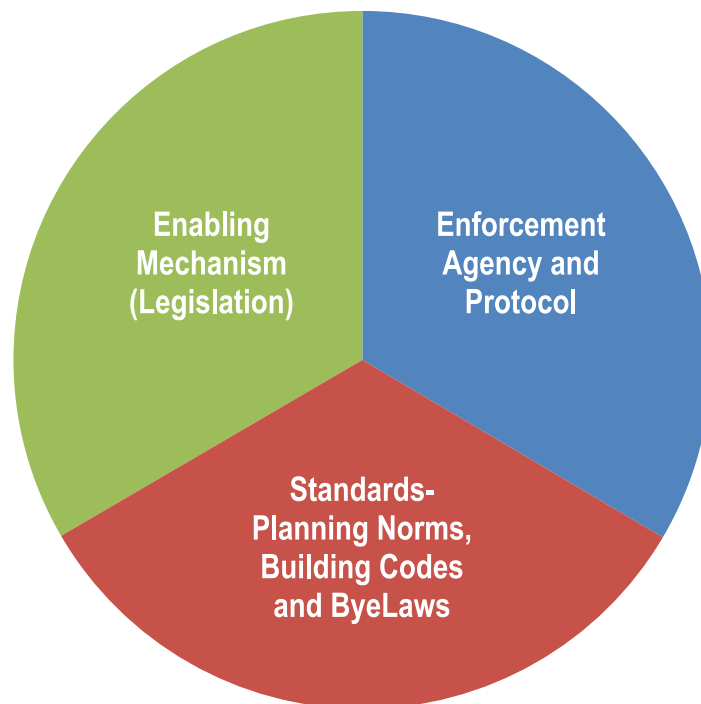 Enabling
Mechanism
(Legislation)
Enforcement
Agency and
Protocol
Standards-
Planning Norms,
Building Codes
and ByeLaws